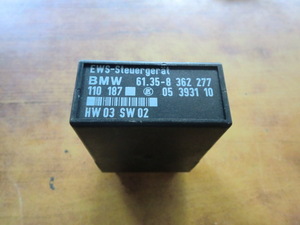 EWS-Steuergerät
BMW 61.35-8 362 277
110 187 05 3931 10
HW 03 SW 02